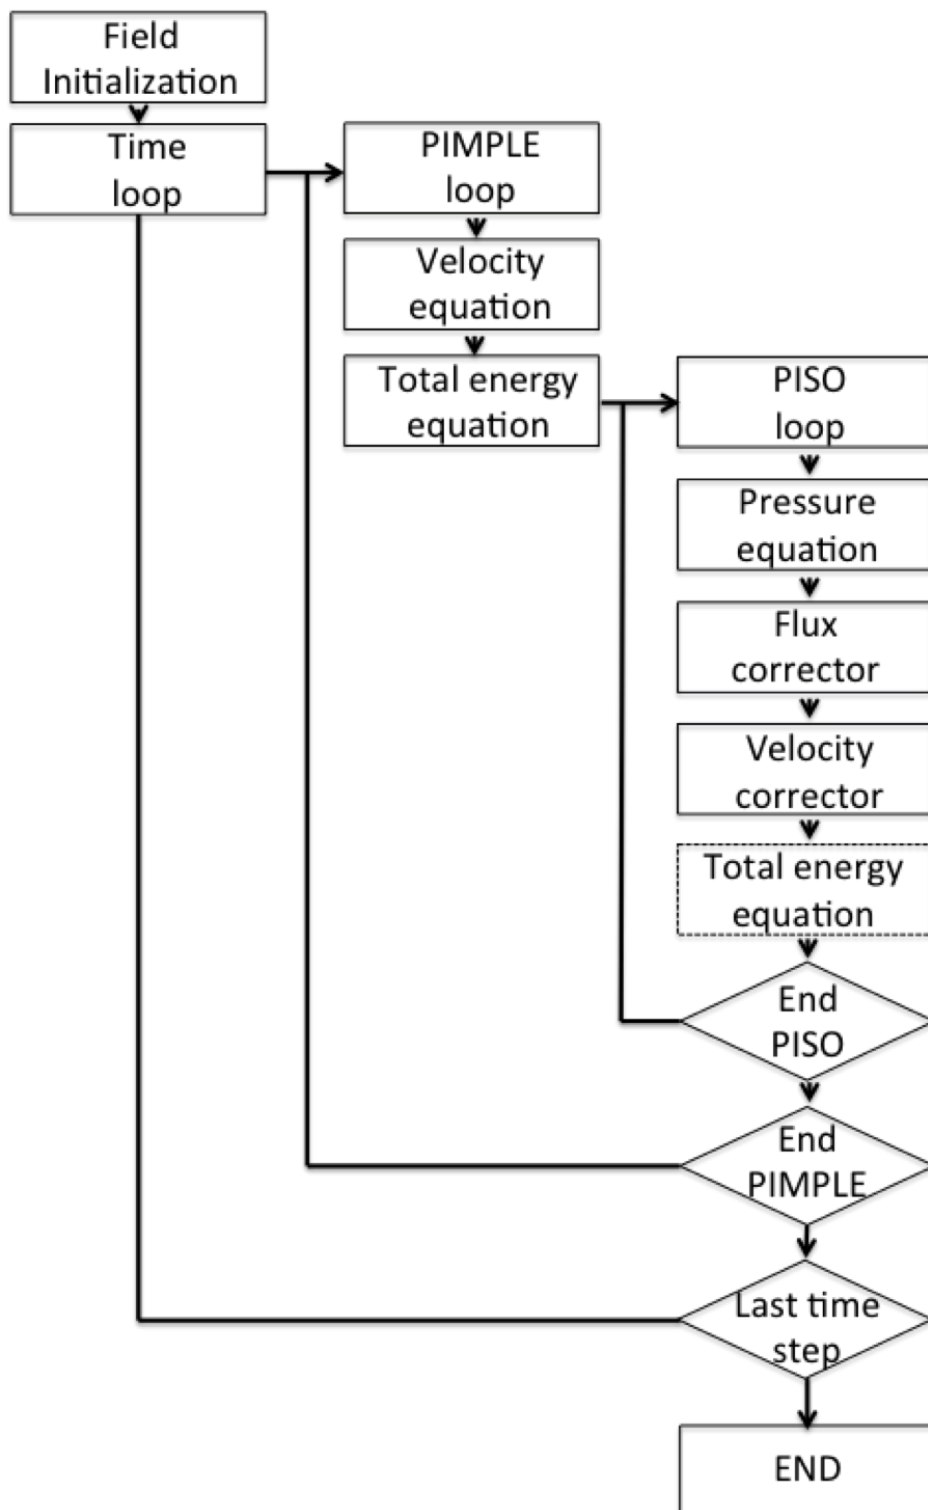 Field
Initialization
Time
loop
PIMPLE
loop
Velocity
equation
Total energy
equation
PISO
loop
Pressure
equation
Flux
corrector
Velocity
corrector
Total energy
equation
End
PISO
End
PIMPLE
Last time
step
END